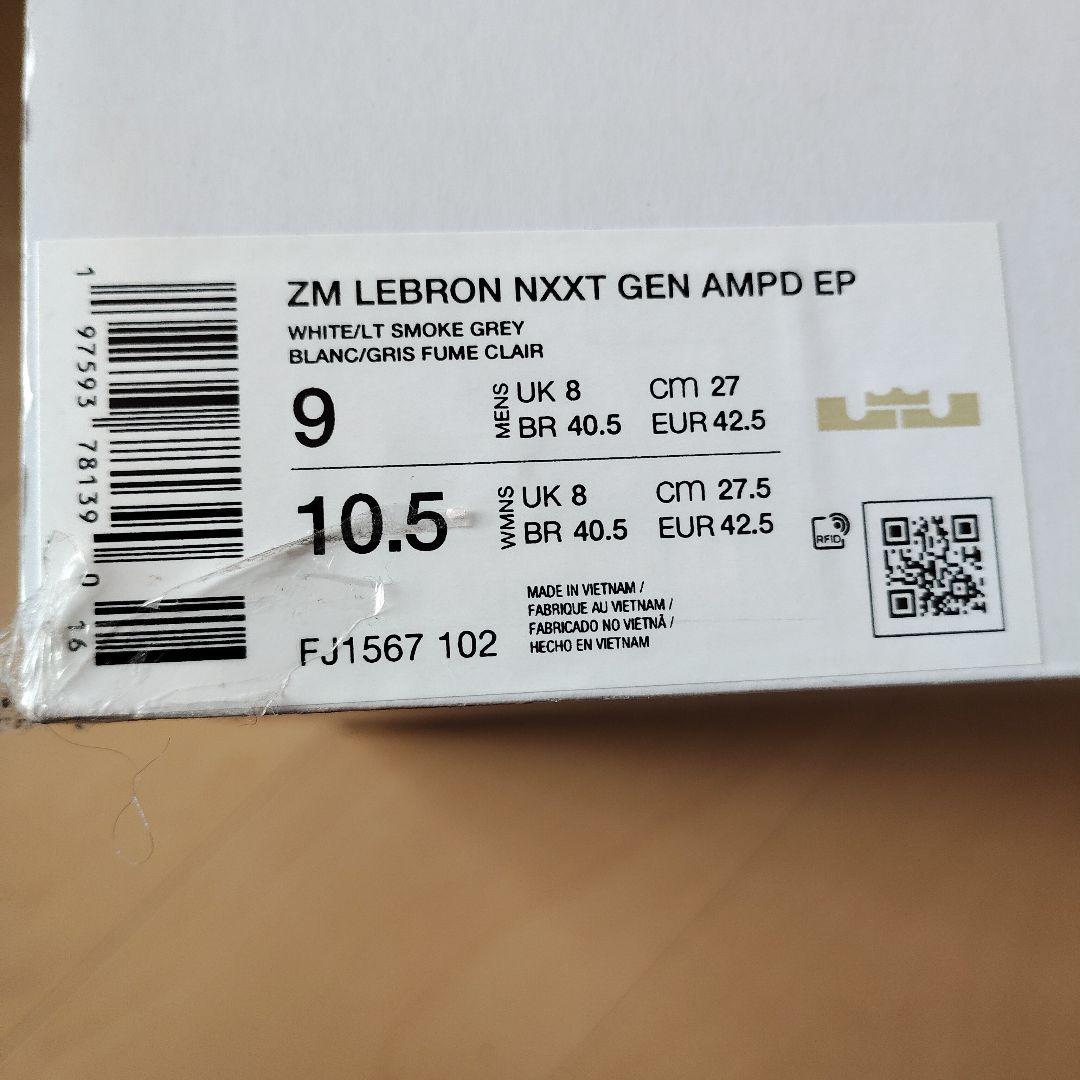 ZM LEBRON NXXT GEN AMPD EP
WHITE/LT SMOKE GREY
BLANC/GRIS FUME CLAIR
9
MENS
UK 8 cm 27
BR 40.5 EUR 42.5
10.5
WMNS
UK 8 cm 27.5
BR 40.5 EUR 42.5
RFID
MADE IN VIETNAM /
FABRIQUE AU VIETNAM /
FABRICADO NO VIETNÃ /
HECHO EN VIETNAM
FJ1567 102
1 97593 78139 0 16